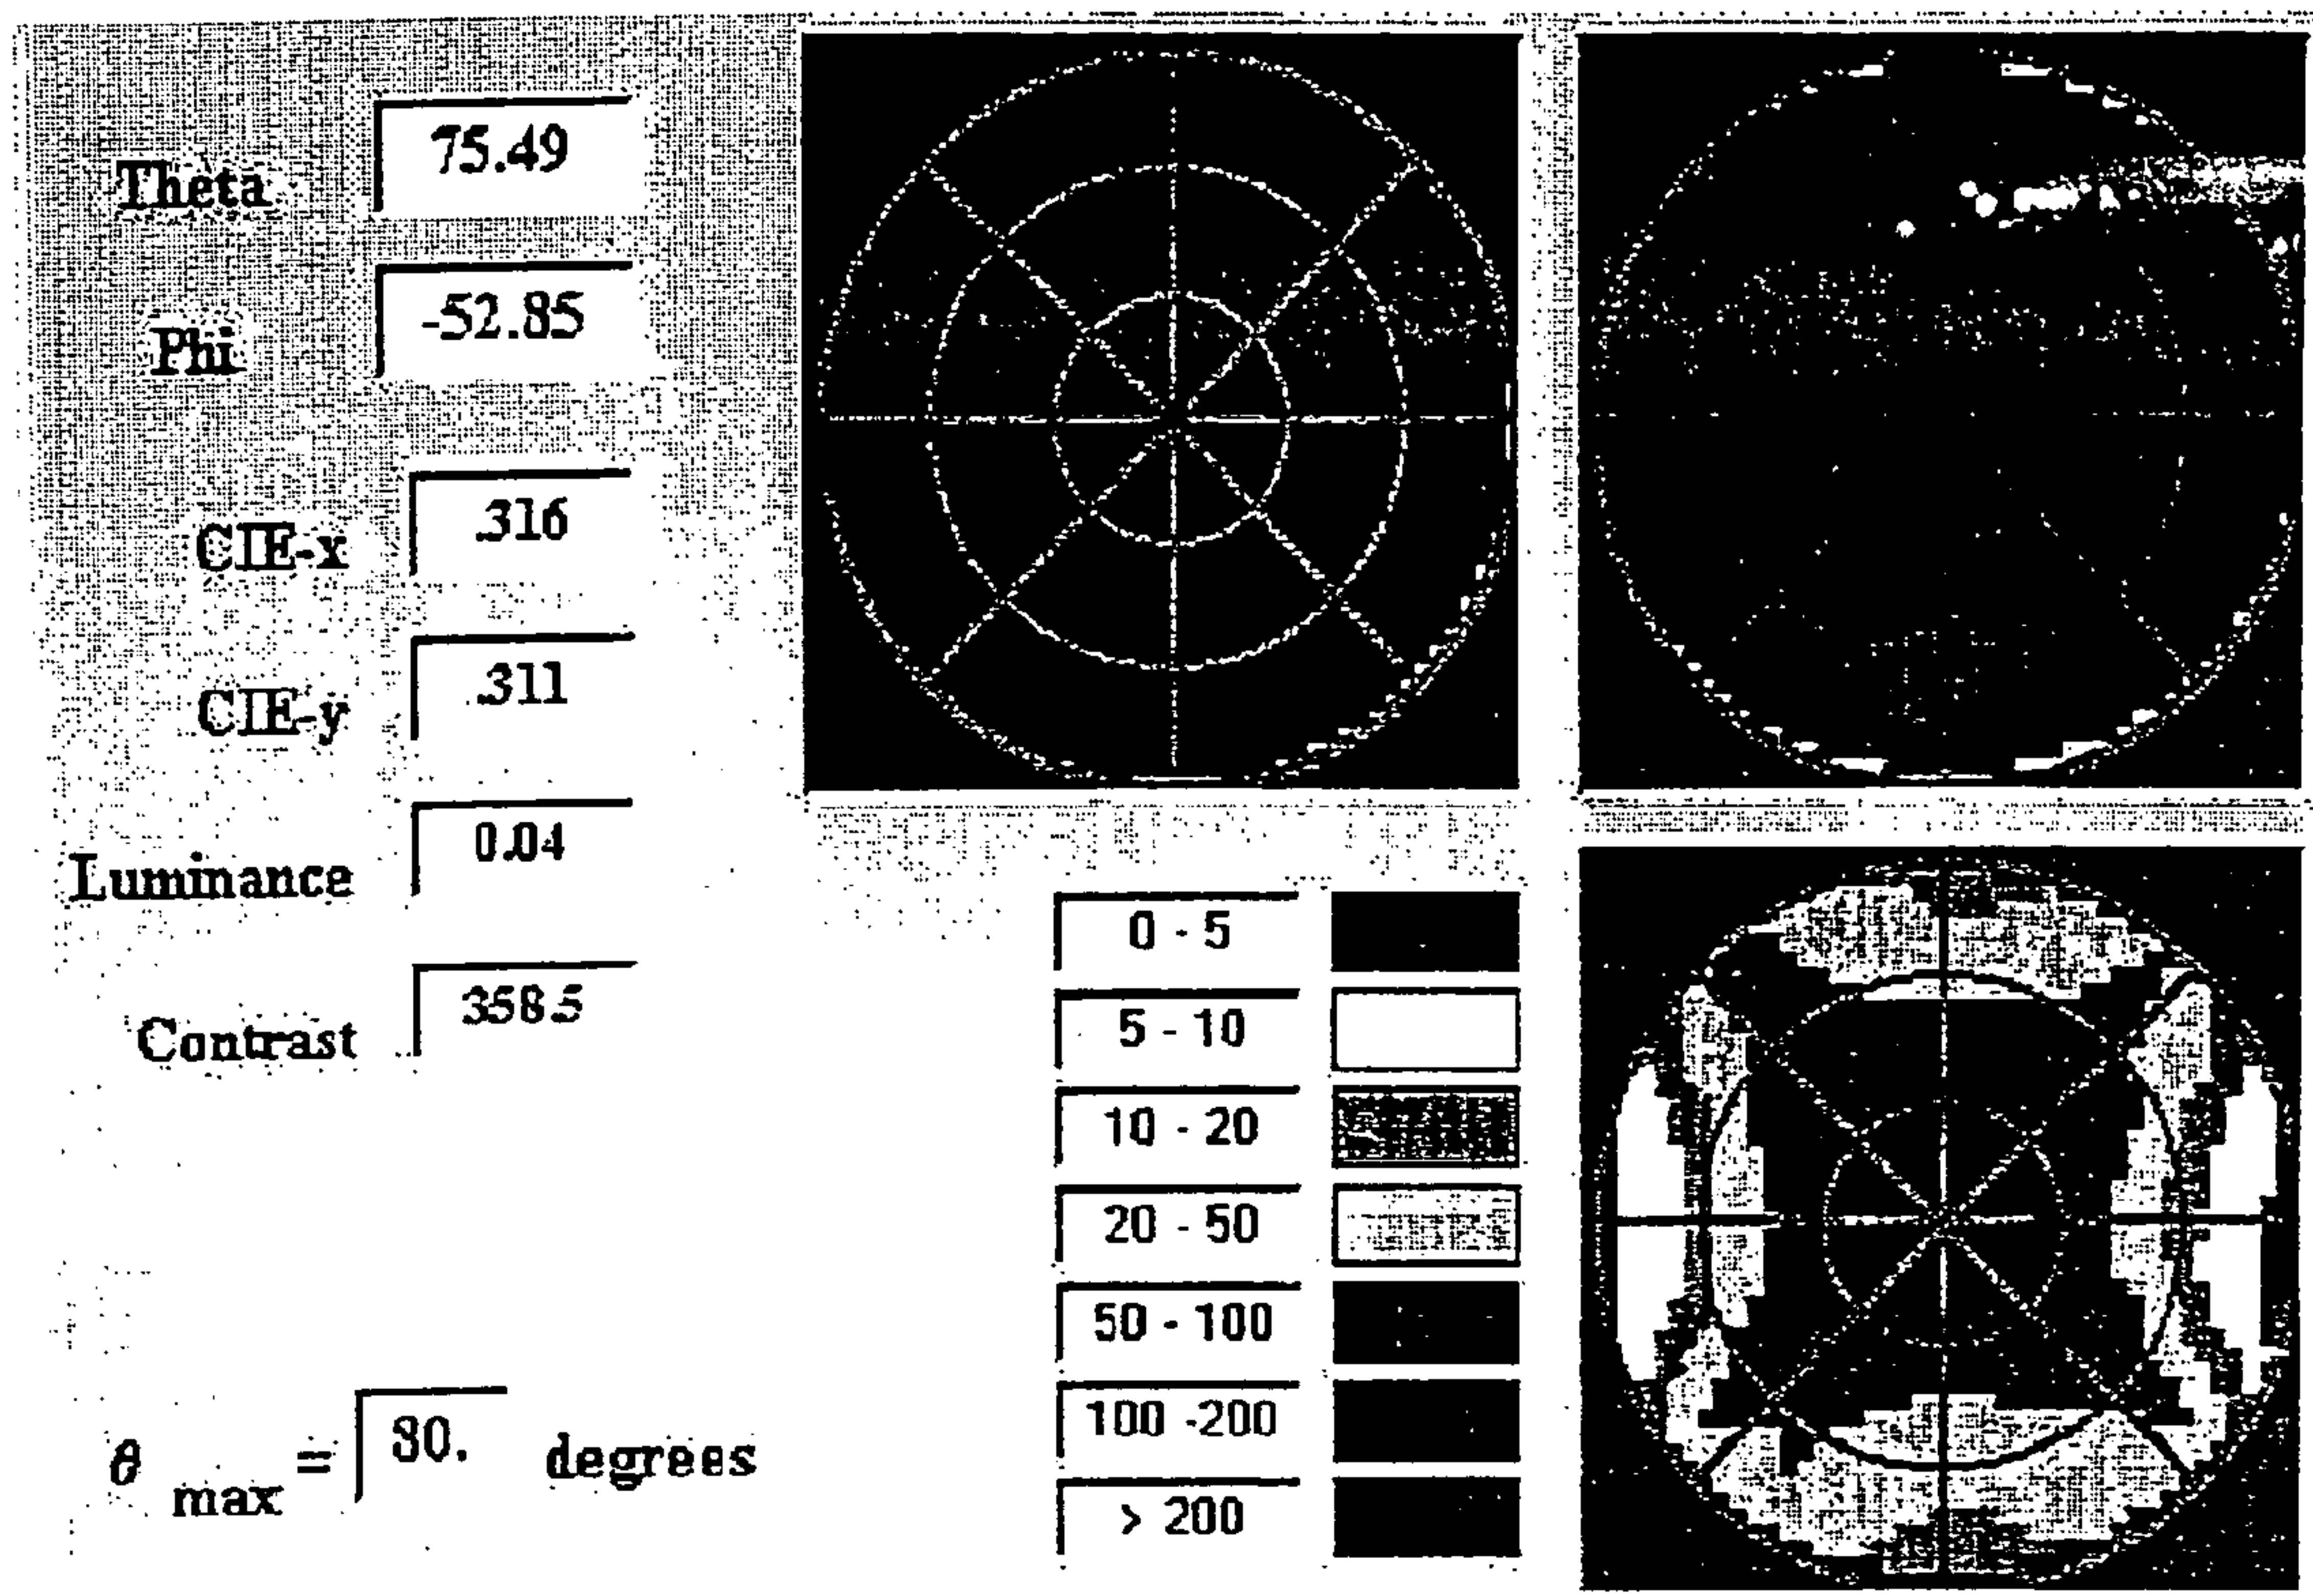 Theta 75.49
Phi -52.85
CIE-x .316
CIE-y .311
Luminance 0.04
Contrast 358.5
θ max = 80. degrees
0 - 5
5 - 10
10 - 20
20 - 50
50 - 100
100 -200
> 200